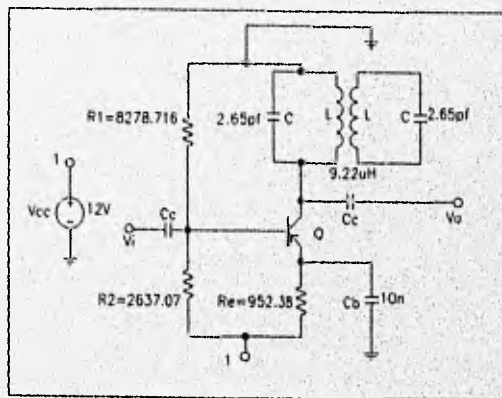 2.65pf
C
L
L
C
2.65pf
R1=8278.716
9.22uH
1
Vcc
12V
Cc
Vi
Cc
Vo
Q
R2=2637.07
Re=952.38
Cb
10n
1